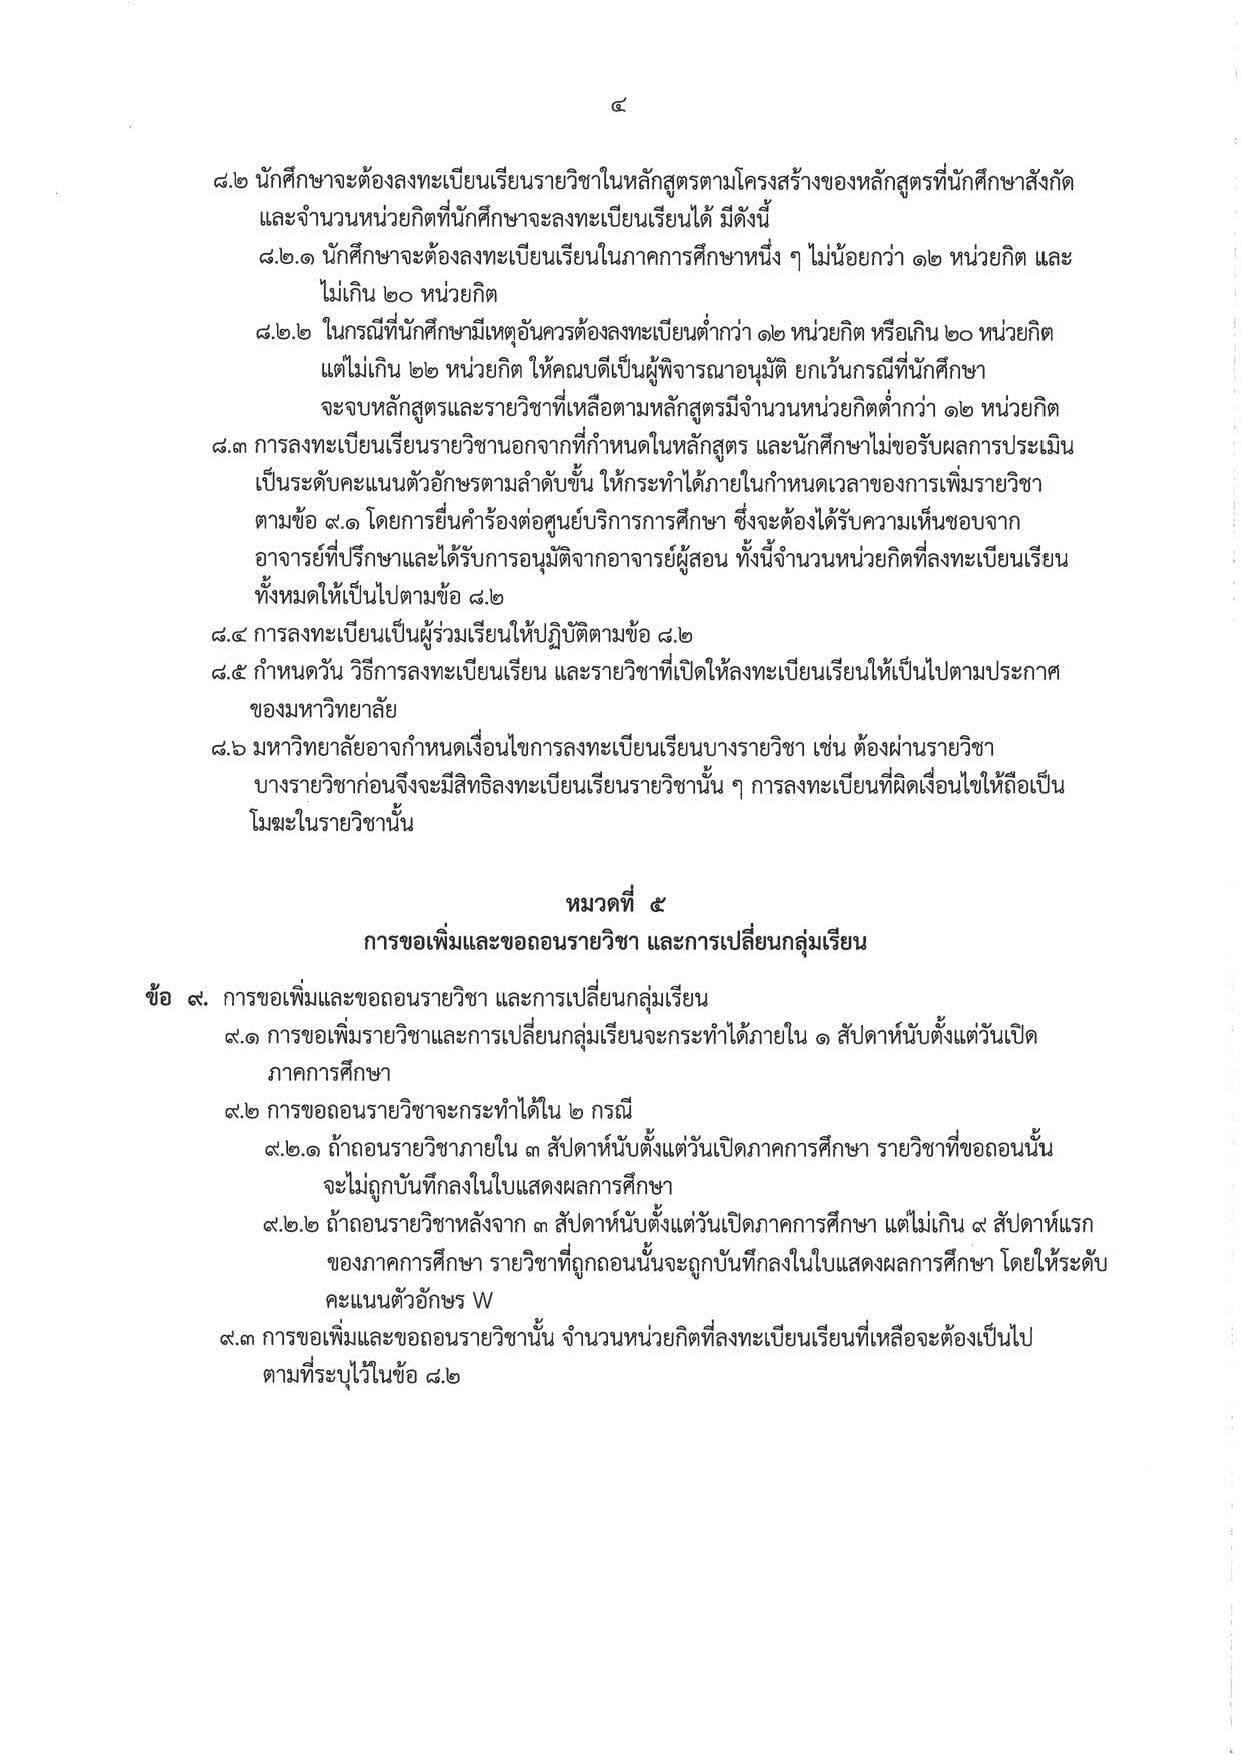 ๔
๘.๒ นักศึกษาจะต้องลงทะเบียนเรียนรายวิชาในหลักสูตรตามโครงสร้างของหลักสูตรที่นักศึกษาสังกัด
และจำนวนหน่วยกิตที่นักศึกษาจะลงทะเบียนเรียนได้ มีดังนี้
๘.๒.๑ นักศึกษาจะต้องลงทะเบียนเรียนในภาคการศึกษาหนึ่ง ๆ ไม่น้อยกว่า ๑๒ หน่วยกิต และ
ไม่เกิน ๒๐ หน่วยกิต
๘.๒.๒ ในกรณีที่นักศึกษามีเหตุอันควรต้องลงทะเบียนต่ำกว่า ๑๒ หน่วยกิต หรือเกิน ๒๐ หน่วยกิต
แต่ไม่เกิน ๒๒ หน่วยกิต ให้คณบดีเป็นผู้พิจารณาอนุมัติ ยกเว้นกรณีที่นักศึกษา
จะจบหลักสูตรและรายวิชาที่เหลือตามหลักสูตรมีจำนวนหน่วยกิตต่ำกว่า ๑๒ หน่วยกิต
๘.๓ การลงทะเบียนเรียนรายวิชานอกจากที่กำหนดในหลักสูตร และนักศึกษาไม่ขอรับผลการประเมิน
เป็นระดับคะแนนตัวอักษรตามลำดับขั้น ให้กระทำได้ภายในกำหนดเวลาของการเพิ่มรายวิชา
ตามข้อ ๙.๑ โดยการยื่นคำร้องต่อศูนย์บริการการศึกษา ซึ่งจะต้องได้รับความเห็นชอบจาก
อาจารย์ที่ปรึกษาและได้รับการอนุมัติจากอาจารย์ผู้สอน ทั้งนี้จำนวนหน่วยกิตที่ลงทะเบียนเรียน
ทั้งหมดให้เป็นไปตามข้อ ๘.๒
๘.๔ การลงทะเบียนเป็นผู้ร่วมเรียนให้ปฏิบัติตามข้อ ๘.๒
๘.๕ กำหนดวัน วิธีการลงทะเบียนเรียน และรายวิชาที่เปิดให้ลงทะเบียนเรียนให้เป็นไปตามประกาศ
ของมหาวิทยาลัย
๘.๖ มหาวิทยาลัยอาจกำหนดเงื่อนไขการลงทะเบียนเรียนบางรายวิชา เช่น ต้องผ่านรายวิชา
บางรายวิชาก่อนจึงจะมีสิทธิลงทะเบียนเรียนรายวิชานั้น ๆ การลงทะเบียนที่ผิดเงื่อนไขให้ถือเป็น
โมฆะในรายวิชานั้น
หมวดที่ ๕
การขอเพิ่มและขอถอนรายวิชา และการเปลี่ยนกลุ่มเรียน
ข้อ ๙. การขอเพิ่มและขอถอนรายวิชา และการเปลี่ยนกลุ่มเรียน
๙.๑ การขอเพิ่มรายวิชาและการเปลี่ยนกลุ่มเรียนจะกระทำได้ภายใน ๑ สัปดาห์นับตั้งแต่วันเปิด
ภาคการศึกษา
๙.๒ การขอถอนรายวิชาจะกระทำได้ใน ๒ กรณี
๙.๒.๑ ถ้าถอนรายวิชาภายใน ๓ สัปดาห์นับตั้งแต่วันเปิดภาคการศึกษา รายวิชาที่ขอถอนนั้น
จะไม่ถูกบันทึกลงในใบแสดงผลการศึกษา
๙.๒.๒ ถ้าถอนรายวิชาหลังจาก ๓ สัปดาห์นับตั้งแต่วันเปิดภาคการศึกษา แต่ไม่เกิน ๙ สัปดาห์แรก
ของภาคการศึกษา รายวิชาที่ถูกถอนนั้นจะถูกบันทึกลงในใบแสดงผลการศึกษา โดยให้ระดับ
คะแนนตัวอักษร W
๙.๓ การขอเพิ่มและขอถอนรายวิชานั้น จำนวนหน่วยกิตที่ลงทะเบียนเรียนที่เหลือจะต้องเป็นไป
ตามที่ระบุไว้ในข้อ ๘.๒